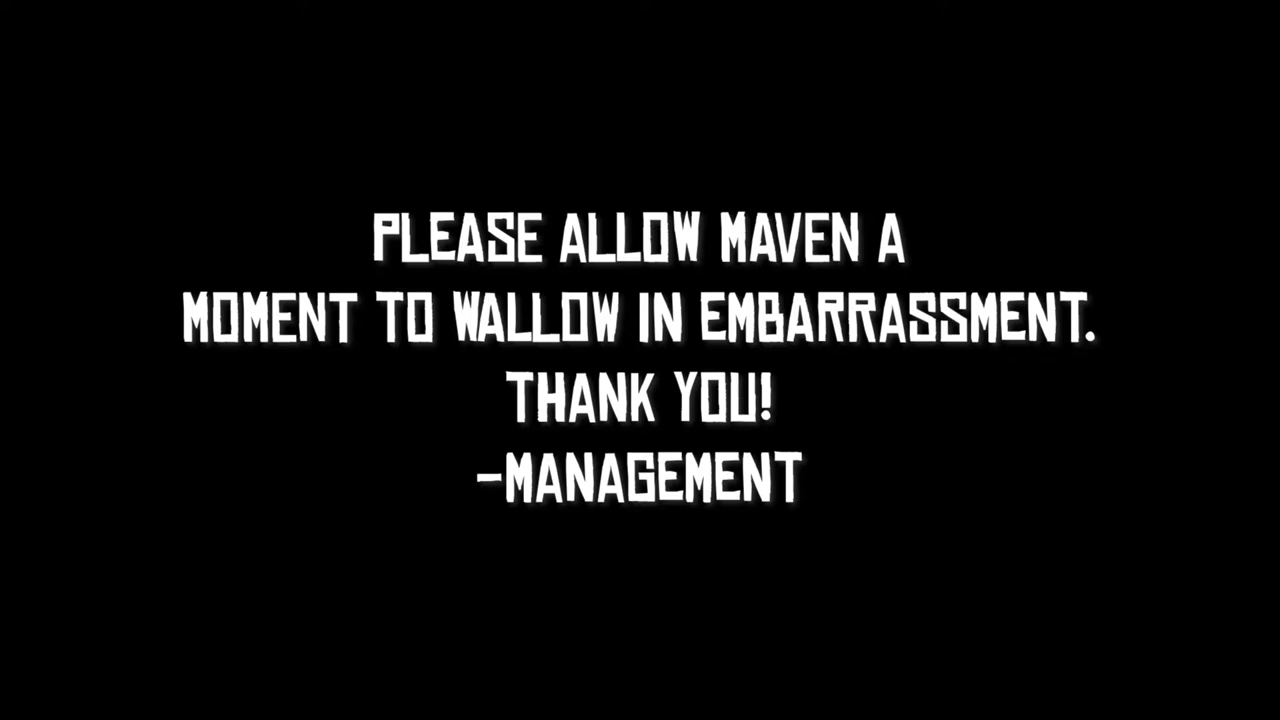 PLEASE ALLOW MAVEN A
MOMENT TO WALLOW IN EMBARRASSMENT.
THANK YOU!
-MANAGEMENT